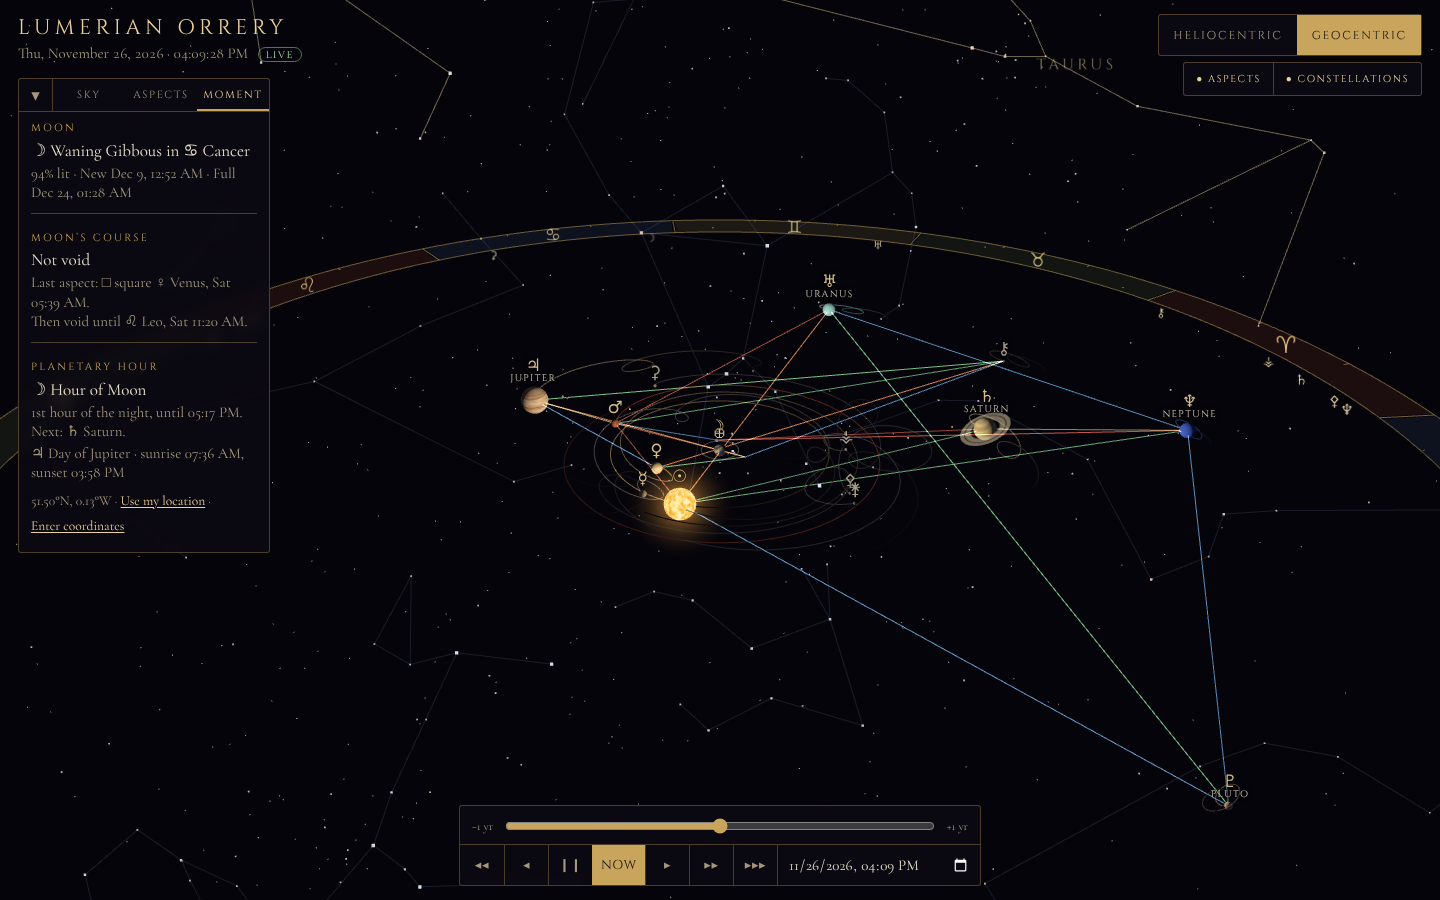 LUMERIAN ORRERY
Thu, November 26, 2026 · 04:09:28 PM LIVE
HELIOCENTRIC GEOCENTRIC
• ASPECTS • CONSTELLATIONS
▼ SKY ASPECTS MOMENT
MOON
☽ Waning Gibbous in ♋ Cancer
94% lit · New Dec 9, 12:52 AM · Full
Dec 24, 01:28 AM
MOON'S COURSE
Not void
Last aspect: □ square ♀ Venus, Sat
05:39 AM.
Then void until ♌ Leo, Sat 11:20 AM.
PLANETARY HOUR
☽ Hour of Moon
1st hour of the night, until 05:17 PM.
Next: ♄ Saturn.
♃ Day of Jupiter · sunrise 07:36 AM,
sunset 03:58 PM
51.50°N, 0.13°W · Use my location ·
Enter coordinates
TAURUS
♋ ♊ ♉ ♌ ♈
♅
URANUS
♃
JUPITER
♄
SATURN
♆
NEPTUNE
♂
♀
☿
☉
♇
PLUTO
−1 yr +1 yr
◂◂ ◂ ❙❙ NOW ▸ ▸▸ ▸▸▸ 11/26/2026, 04:09 PM